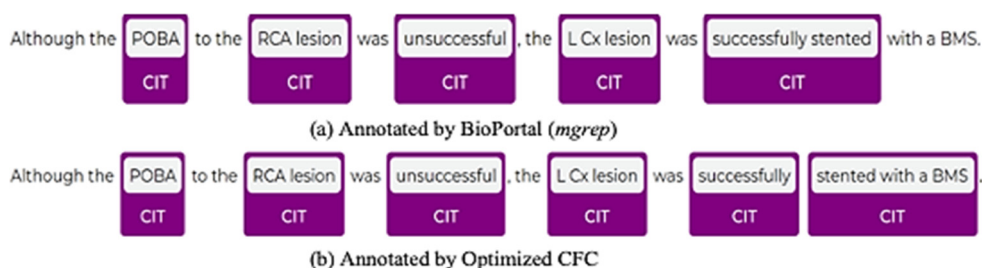 Although the POBA to the RCA lesion was unsuccessful, the L Cx lesion was successfully stented with a BMS.
CIT CIT CIT CIT CIT
(a) Annotated by BioPortal (mgrep)
Although the POBA to the RCA lesion was unsuccessful, the L Cx lesion was successfully stented with a BMS.
CIT CIT CIT CIT CIT CIT
(b) Annotated by Optimized CFC